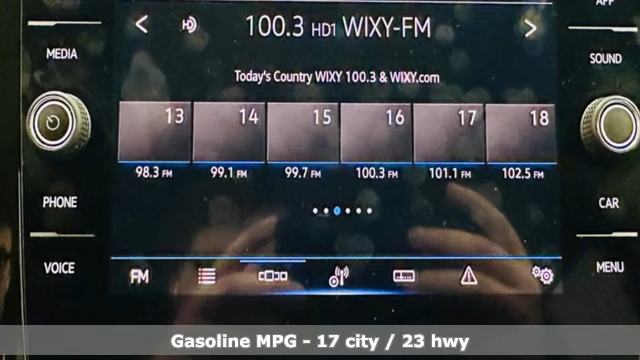 APP
100.3 HD1 WIXY-FM
MEDIA
SOUND
Today's Country WIXY 100.3 & WIXY.com
13 14 15 16 17 18
98.3 FM 99.1 FM 99.7 FM 100.3 FM 101.1 FM 102.5 FM
PHONE
CAR
VOICE
FM
MENU
Gasoline MPG - 17 city / 23 hwy